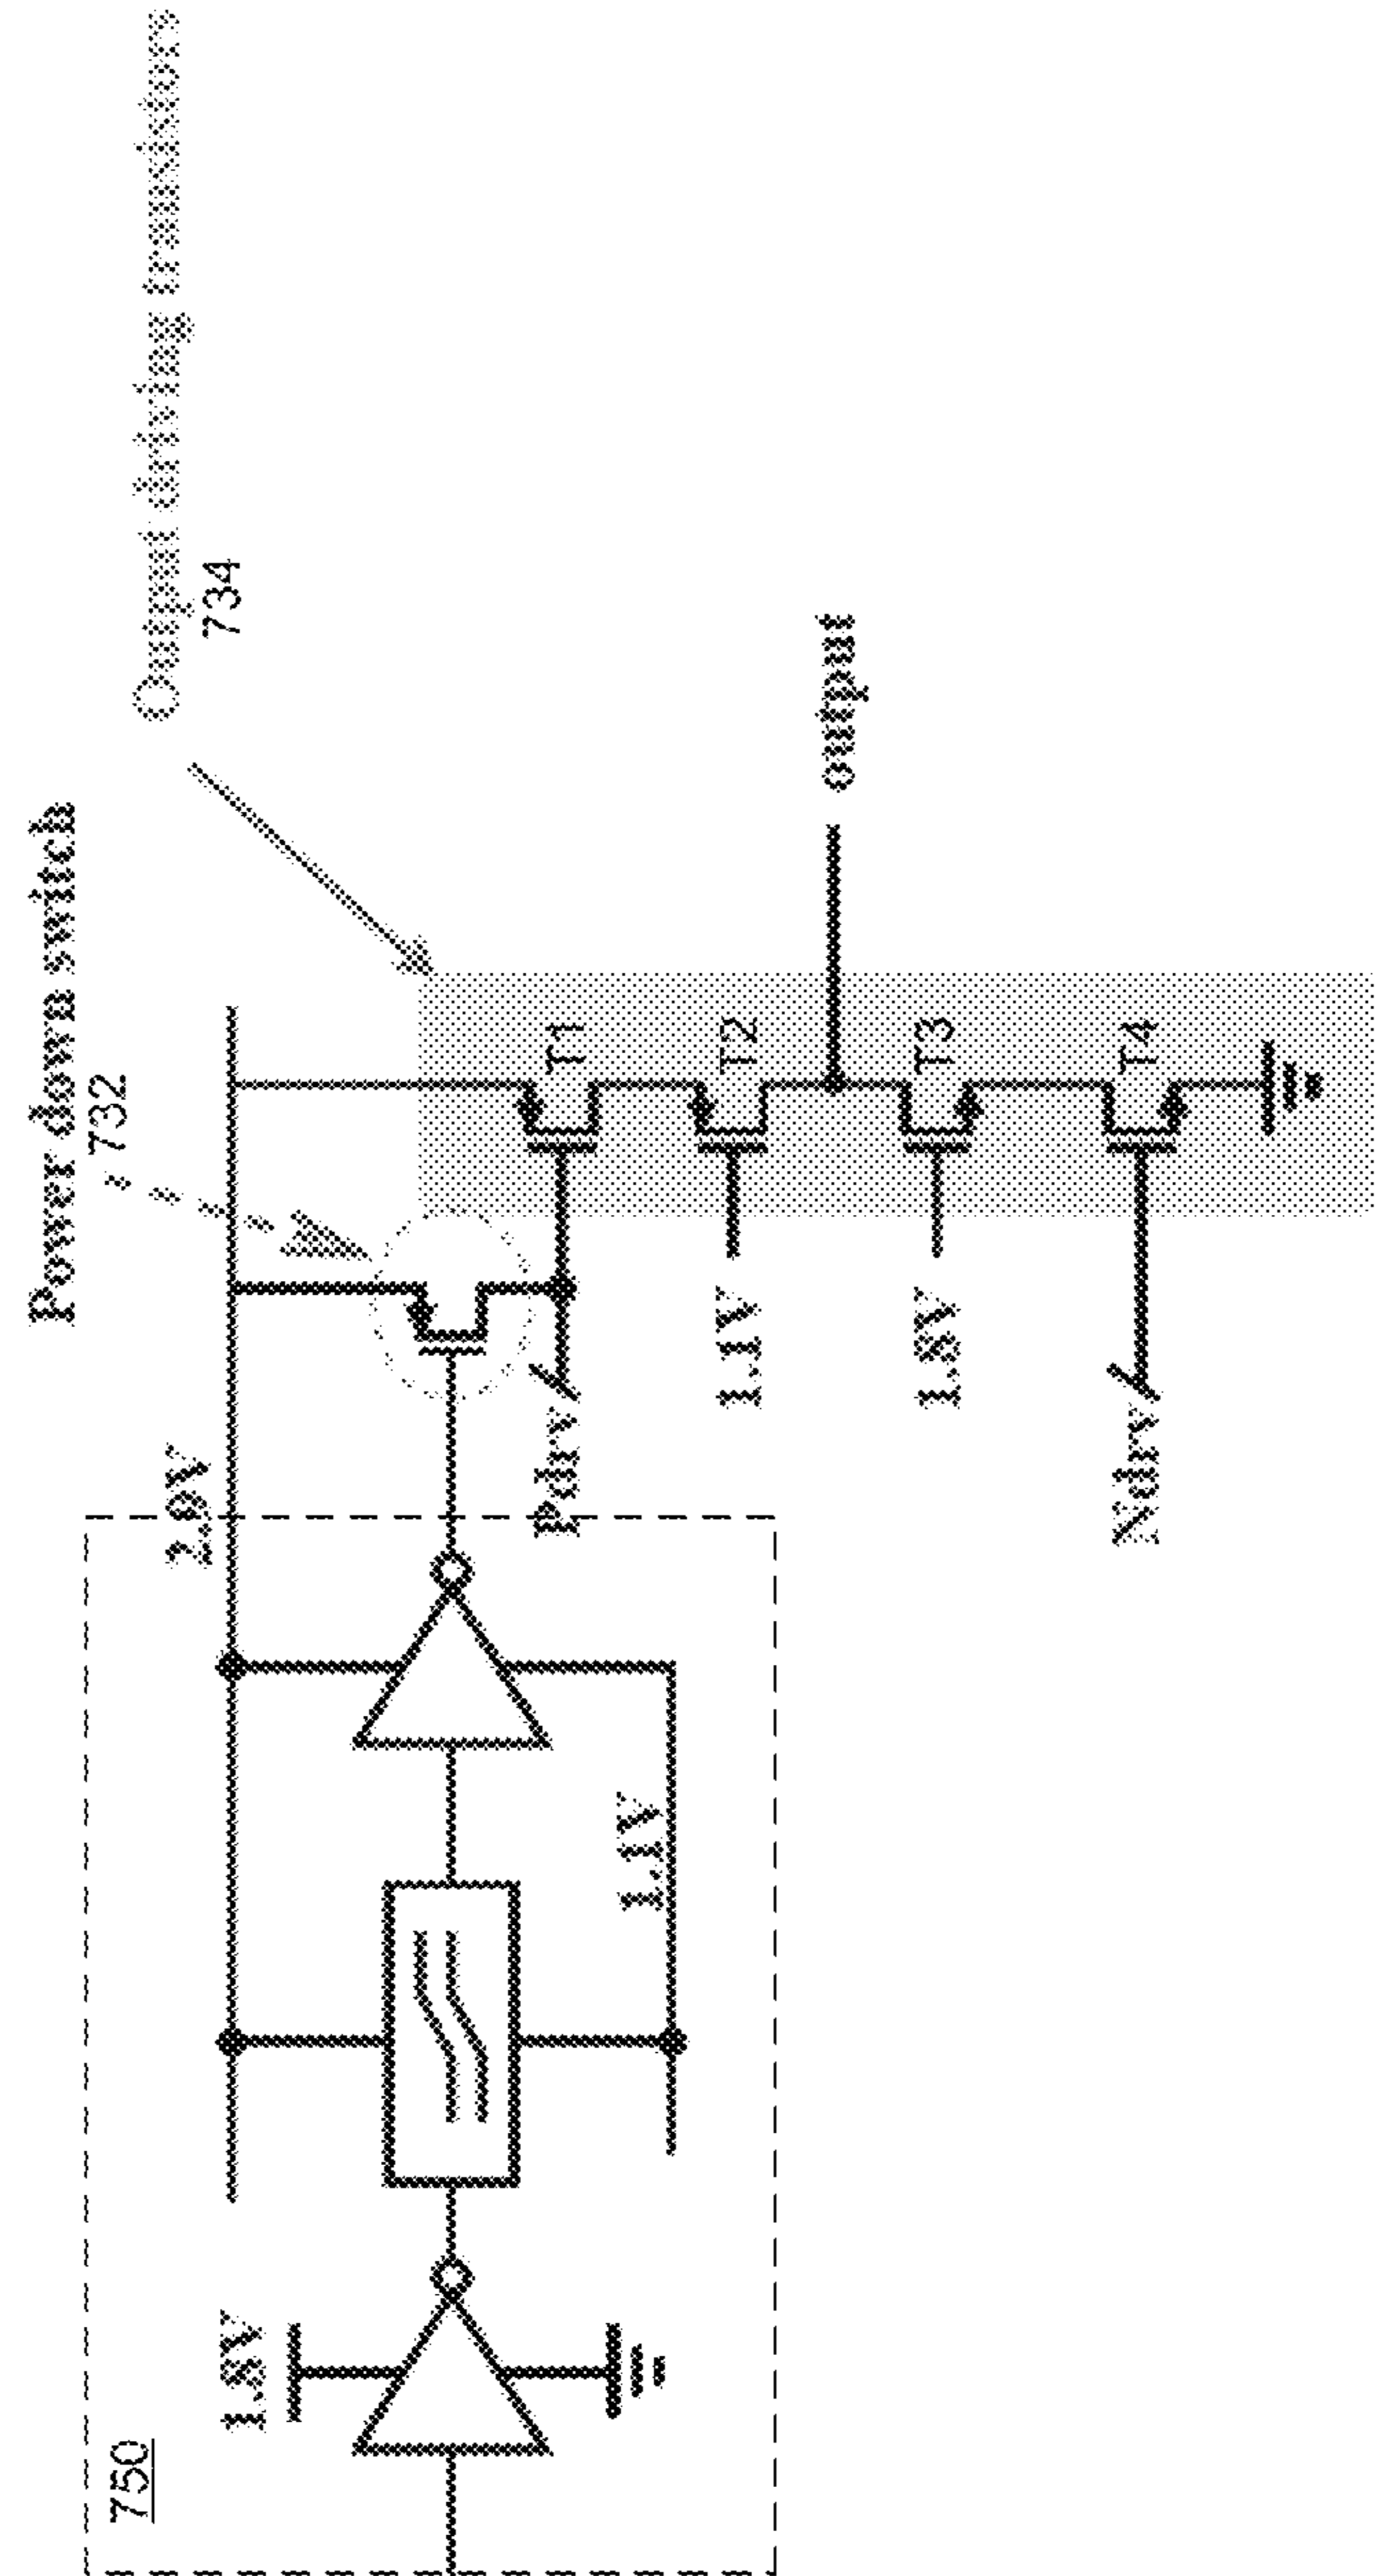 Power down switch
732
Output driving transistors
734
750
1.8V
2.9V
1.1V
Pdrv
T1
1.1V
T2
output
1.8V
T3
Ndrv
T4